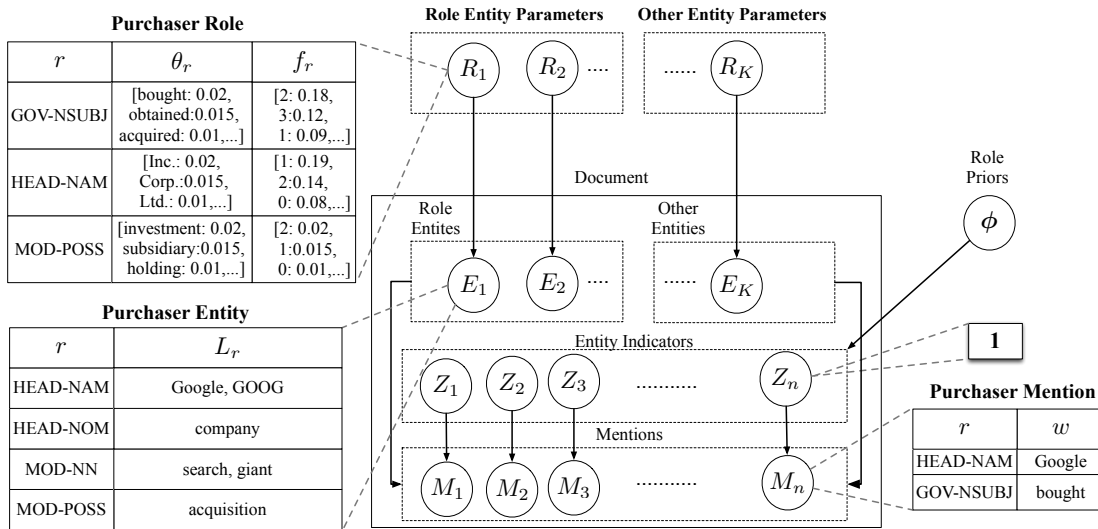 Purchaser Role
r θ_r f_r
GOV-NSUBJ
[bought: 0.02,
obtained:0.015,
acquired: 0.01,...]
[2: 0.18,
3:0.12,
1: 0.09,...]
HEAD-NAM
[Inc.: 0.02,
Corp.:0.015,
Ltd.: 0.01,...]
[1: 0.19,
2:0.14,
0: 0.08,...]
MOD-POSS
[investment: 0.02,
subsidiary:0.015,
holding: 0.01,...]
[2: 0.02,
1:0.015,
0: 0.01,...]
Role Entity Parameters
R_1 R_2 ....
Other Entity Parameters
...... R_K
Document
Role
Entites
E_1 E_2 ....
Other
Entities
...... E_K
Role
Priors
ϕ
Entity Indicators
Z_1 Z_2 Z_3 ........... Z_n
1
Mentions
M_1 M_2 M_3 ........... M_n
Purchaser Entity
r L_r
HEAD-NAM Google, GOOG
HEAD-NOM company
MOD-NN search, giant
MOD-POSS acquisition
Purchaser Mention
r w
HEAD-NAM Google
GOV-NSUBJ bought